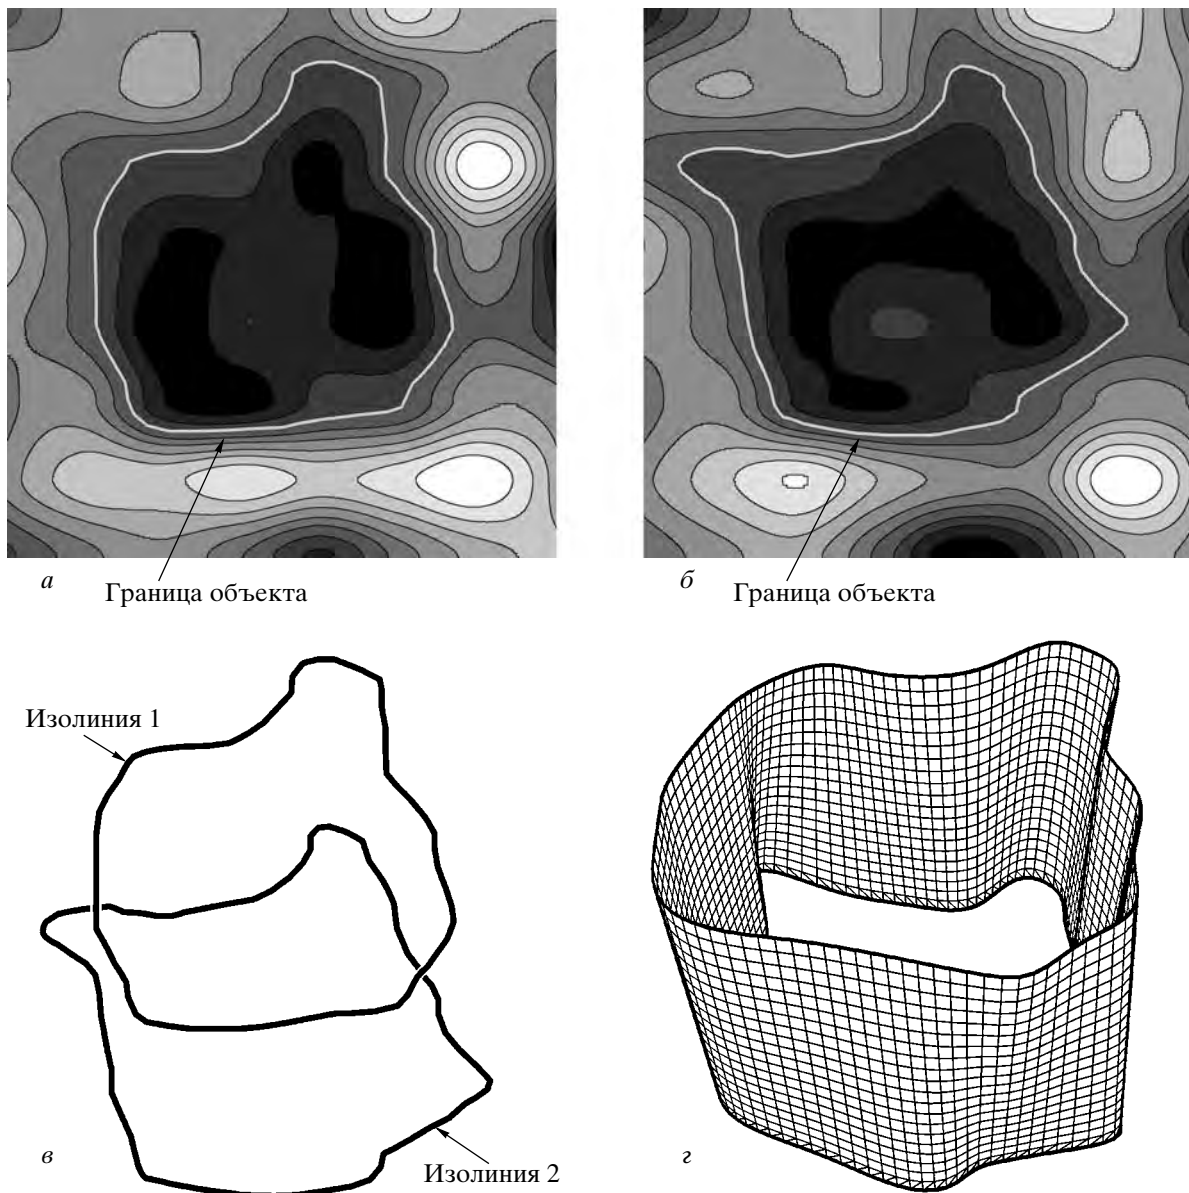 а
Граница объекта
б
Граница объекта
Изолиния 1
в
Изолиния 2
г